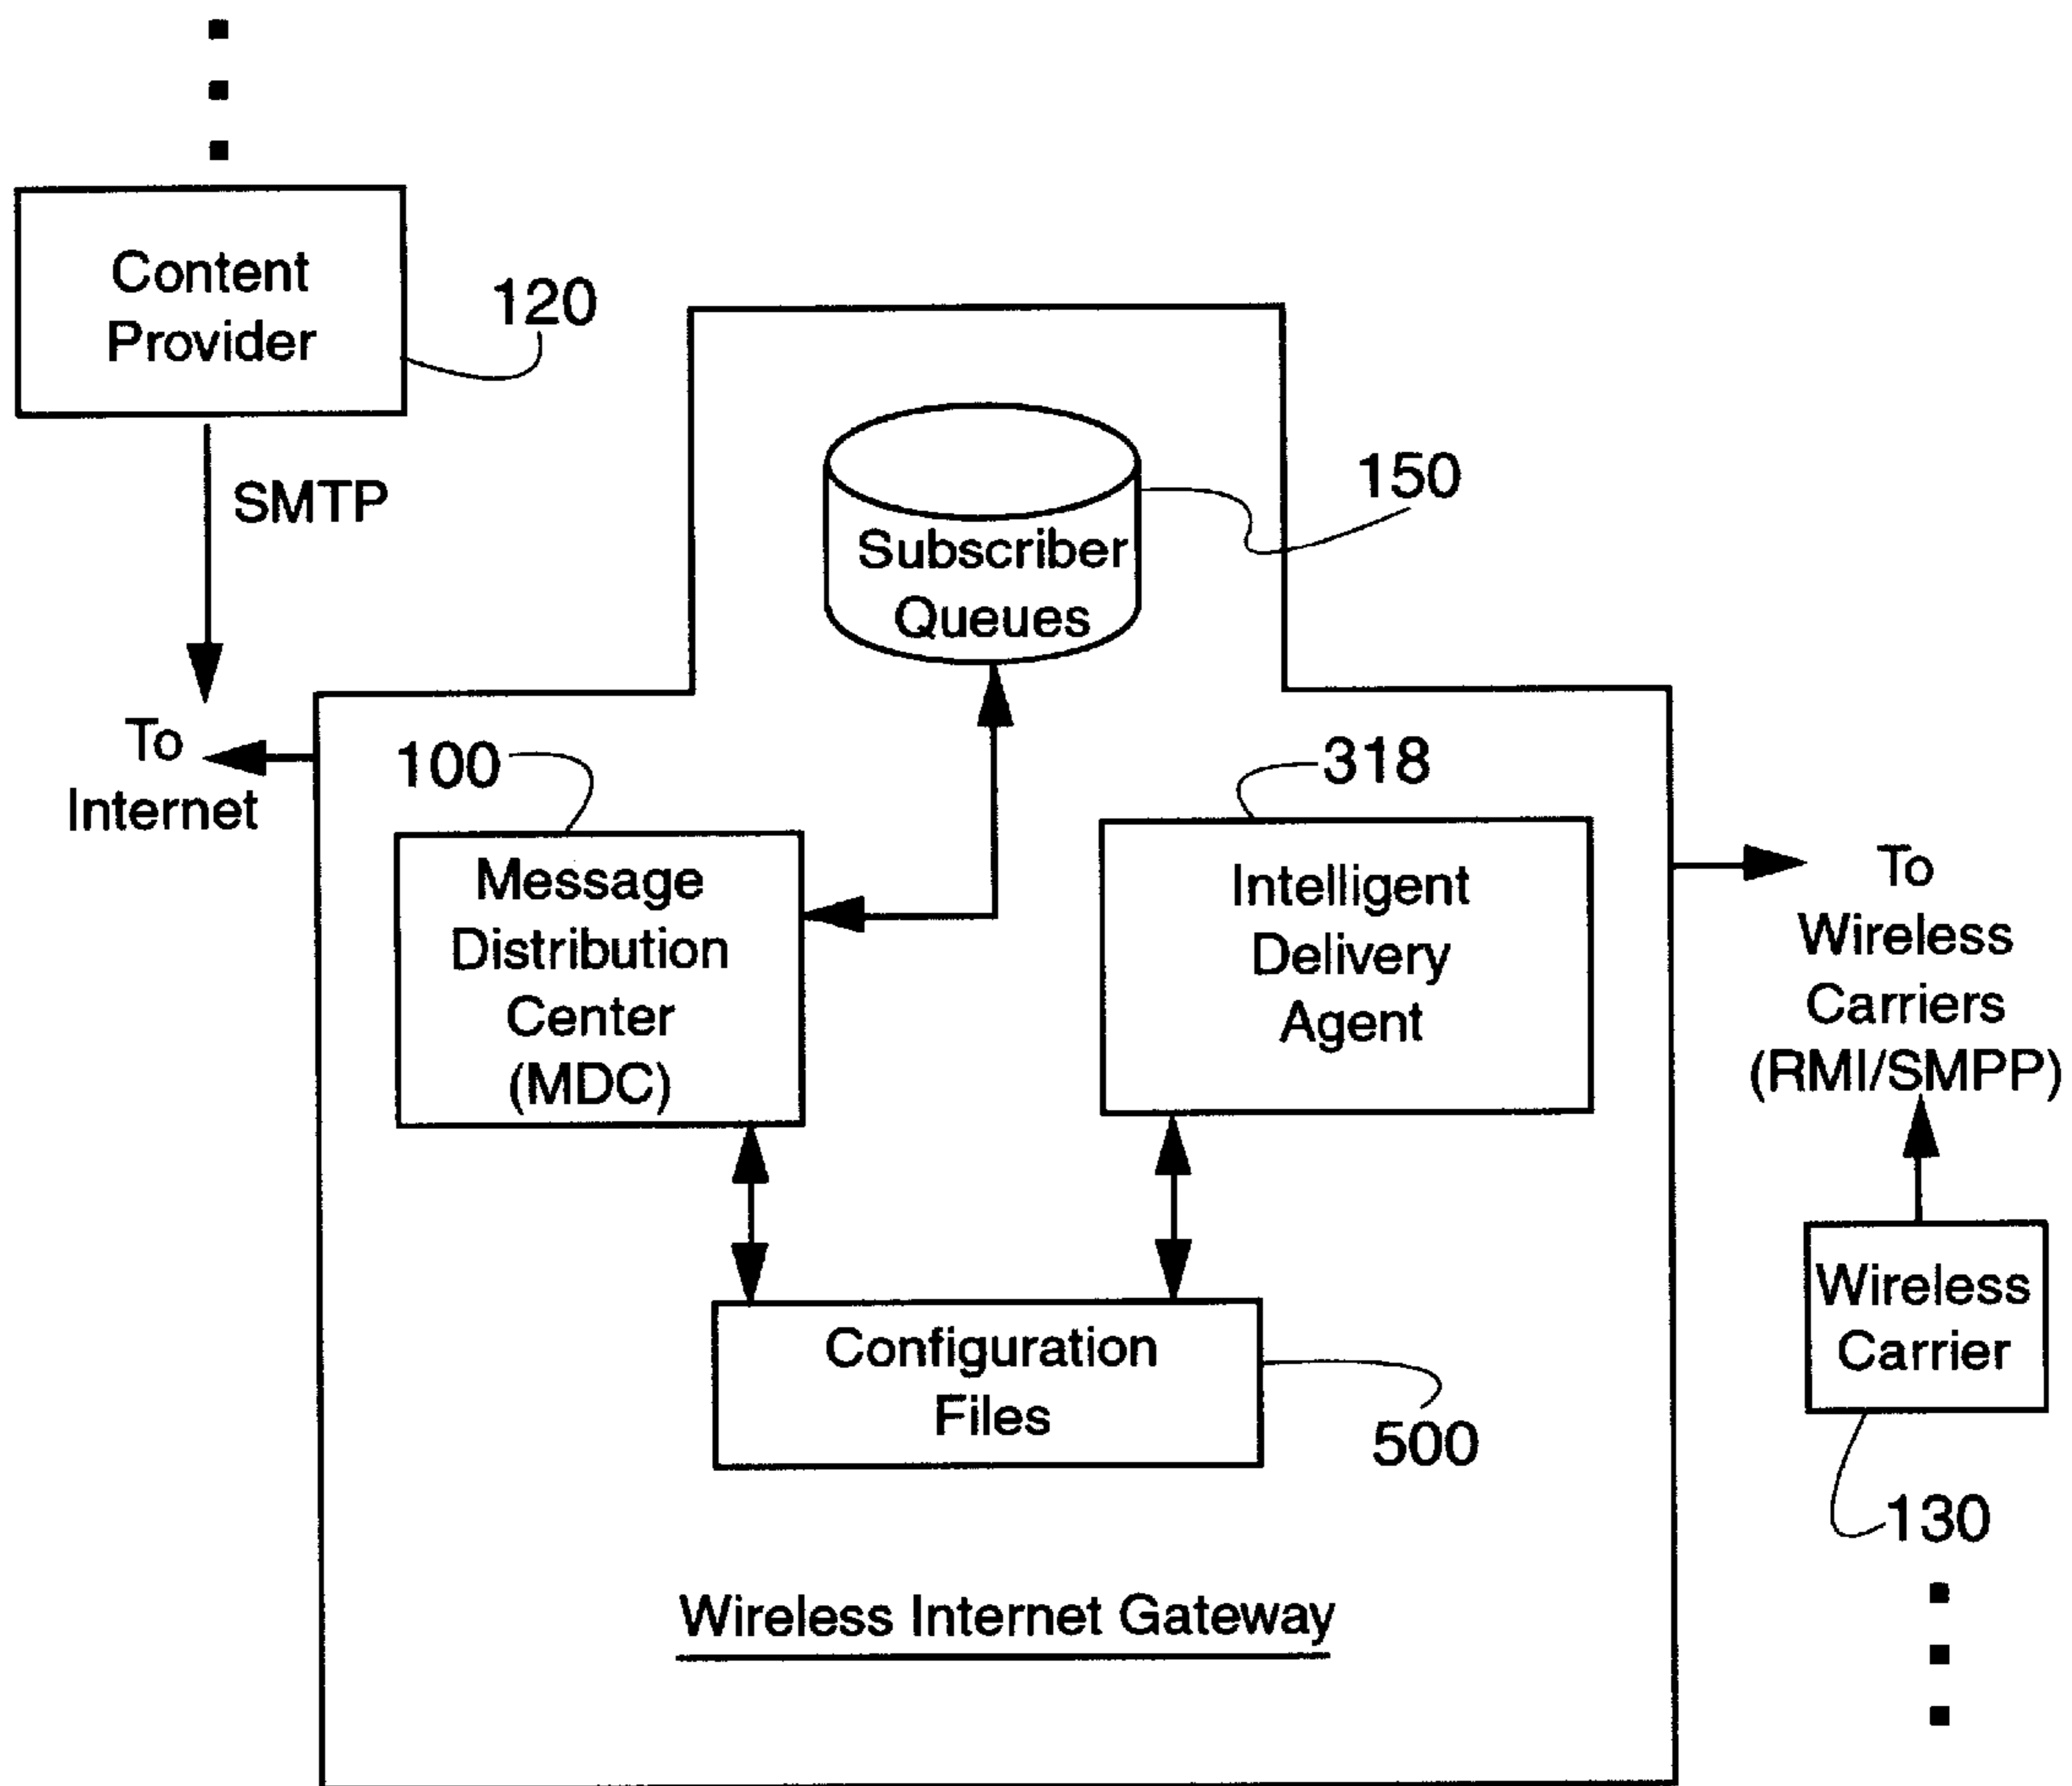 Content
Provider
120
SMTP
To
Internet
Subscriber
Queues
150
100
Message
Distribution
Center
(MDC)
318
Intelligent
Delivery
Agent
To
Wireless
Carriers
(RMI/SMPP)
Configuration
Files
500
Wireless
Carrier
130
Wireless Internet Gateway